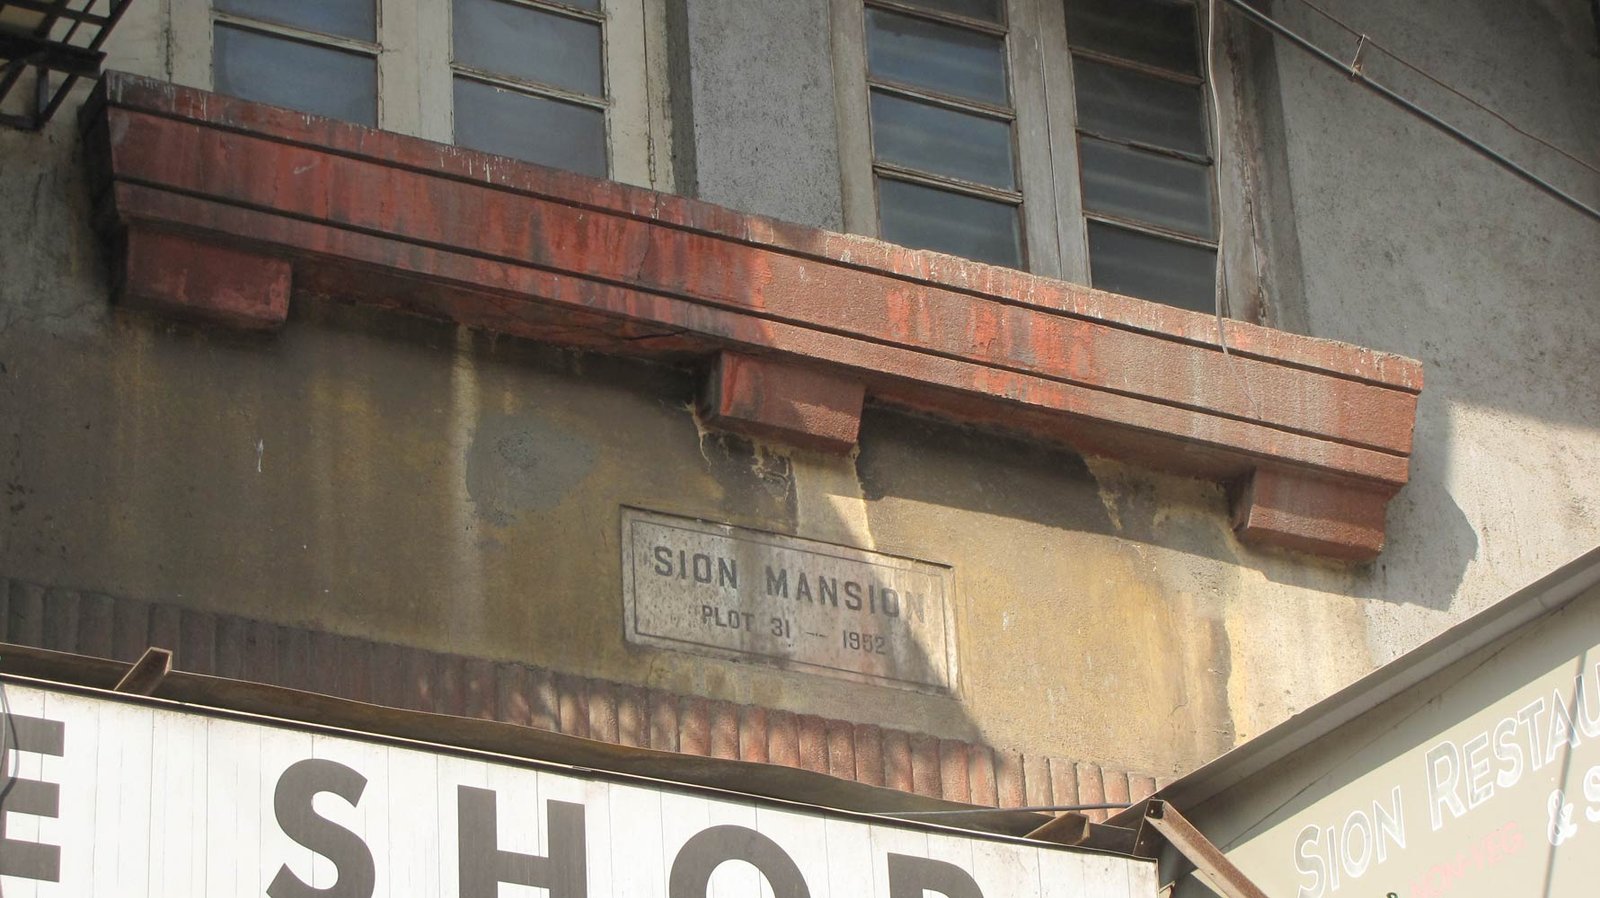 SION MANSION
PLOT 31 — 1952
E SHOP
SION RESTAU
& S
NON-VEG.